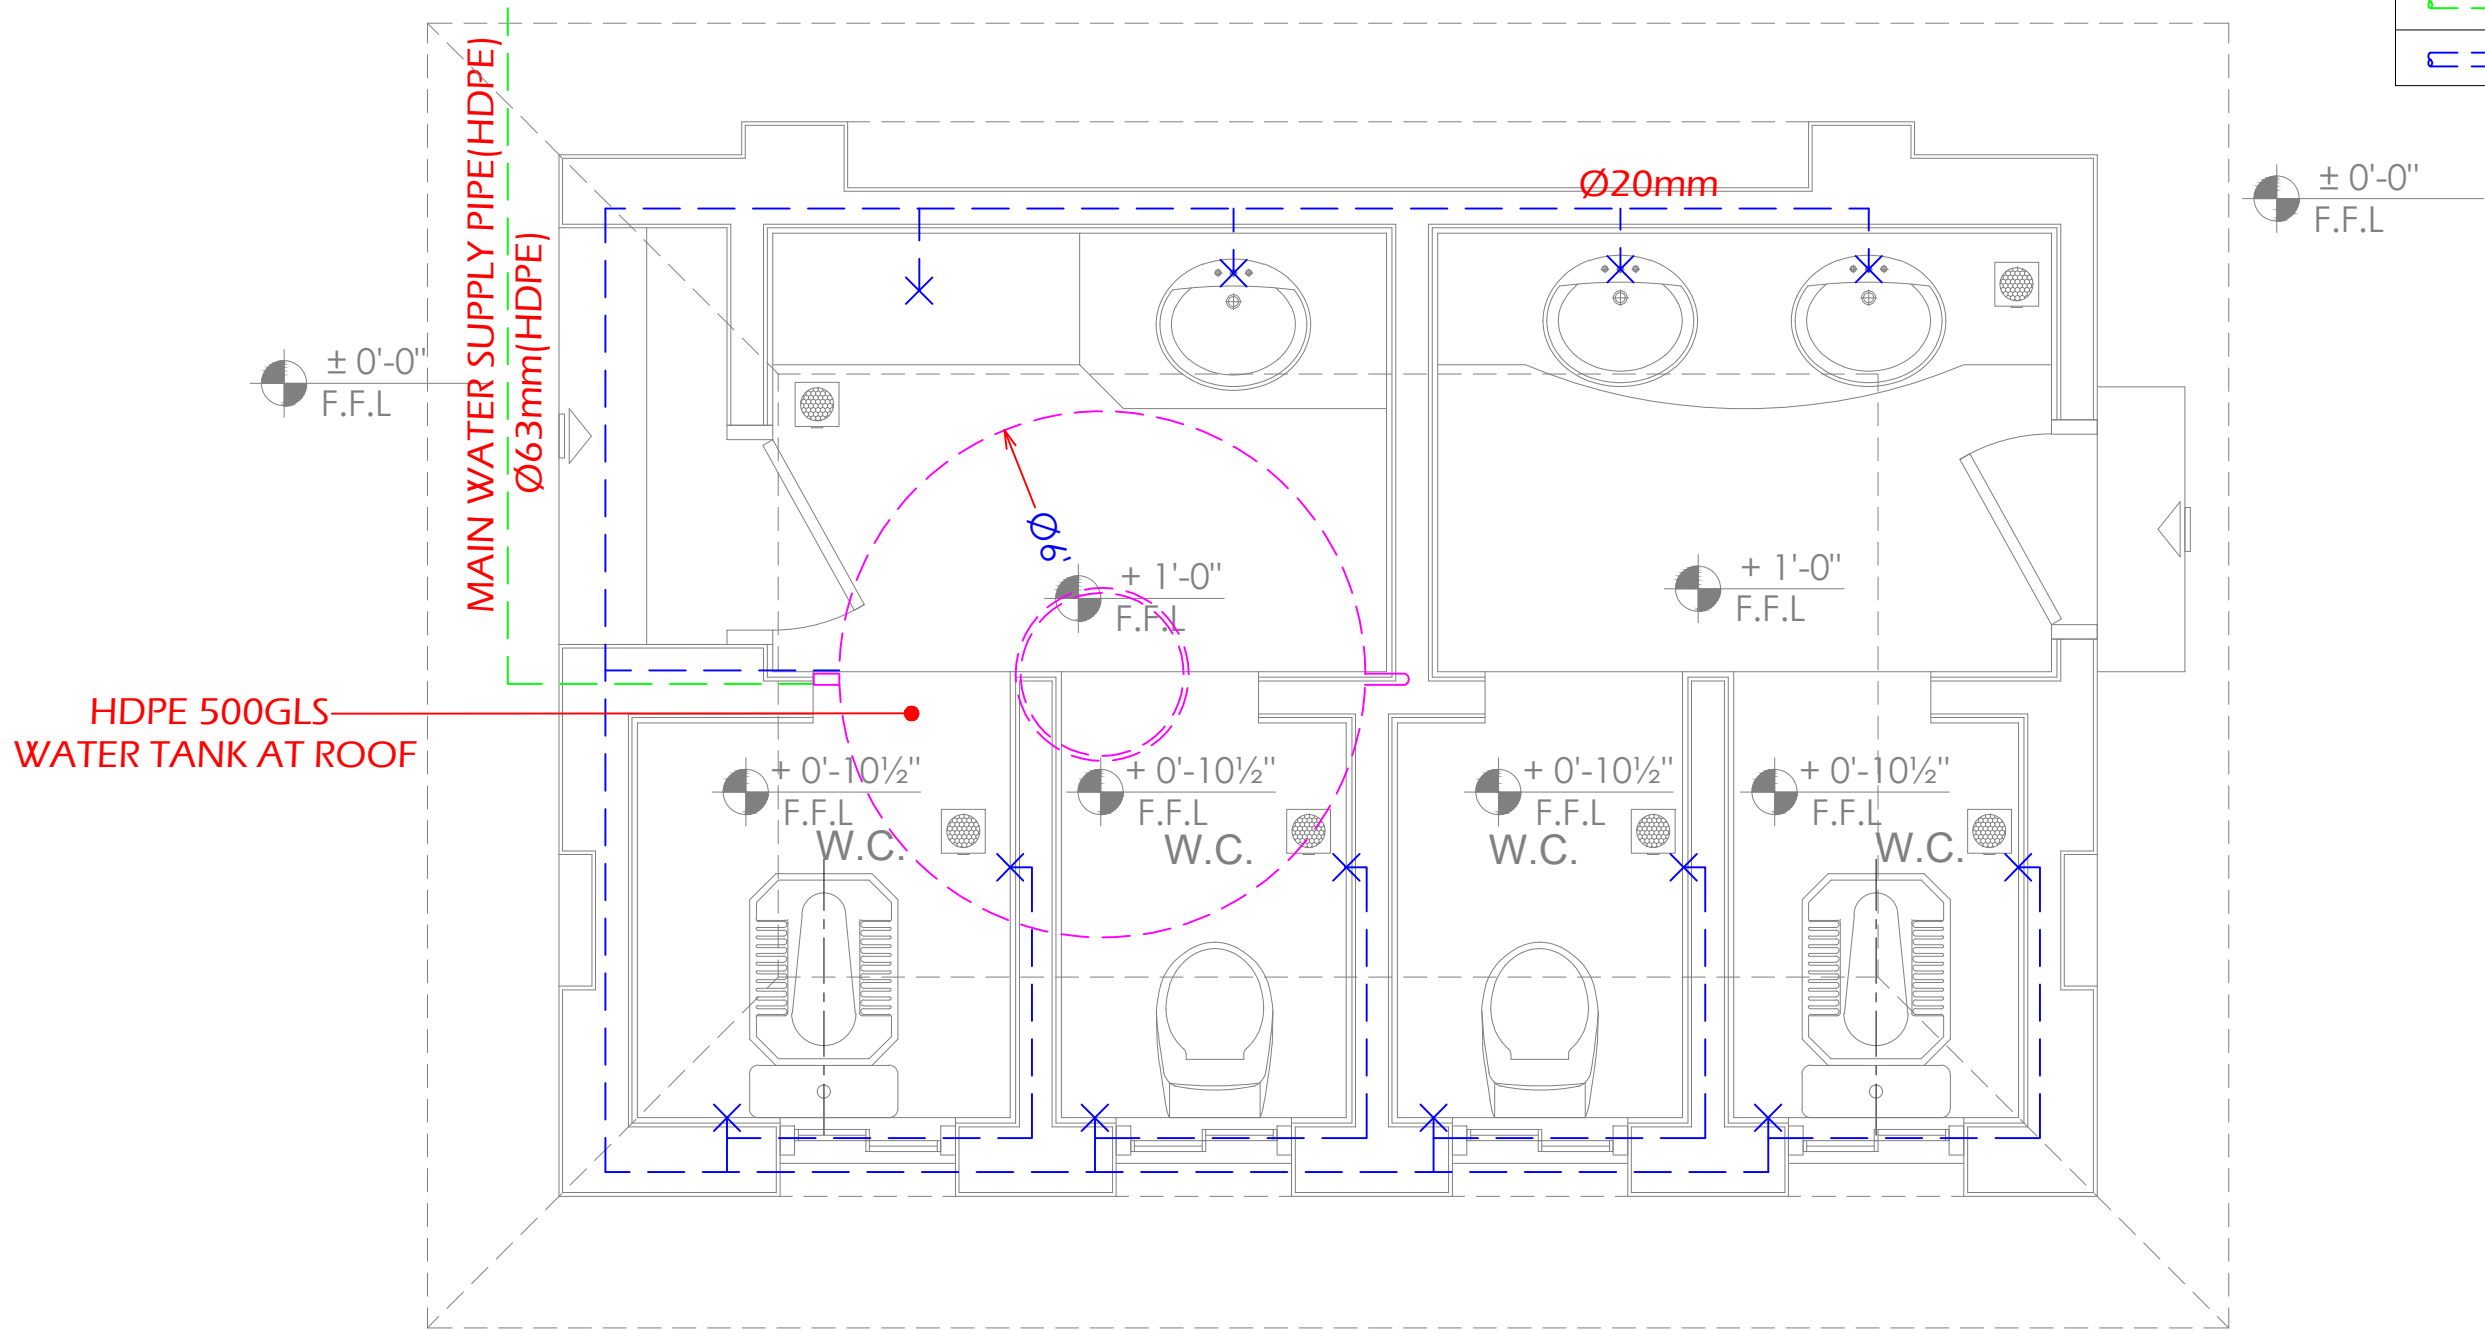 MAIN WATER SUPPLY PIPE(HDPE)
Ø63mm(HDPE)
Ø20mm
± 0'-0"
F.F.L
± 0'-0"
F.F.L
Ø6'
+ 1'-0"
F.F.L
+ 1'-0"
F.F.L
HDPE 500GLS
WATER TANK AT ROOF
+ 0'-10½"
F.F.L
W.C.
+ 0'-10½"
F.F.L
W.C.
+ 0'-10½"
F.F.L
W.C.
+ 0'-10½"
F.F.L
W.C.